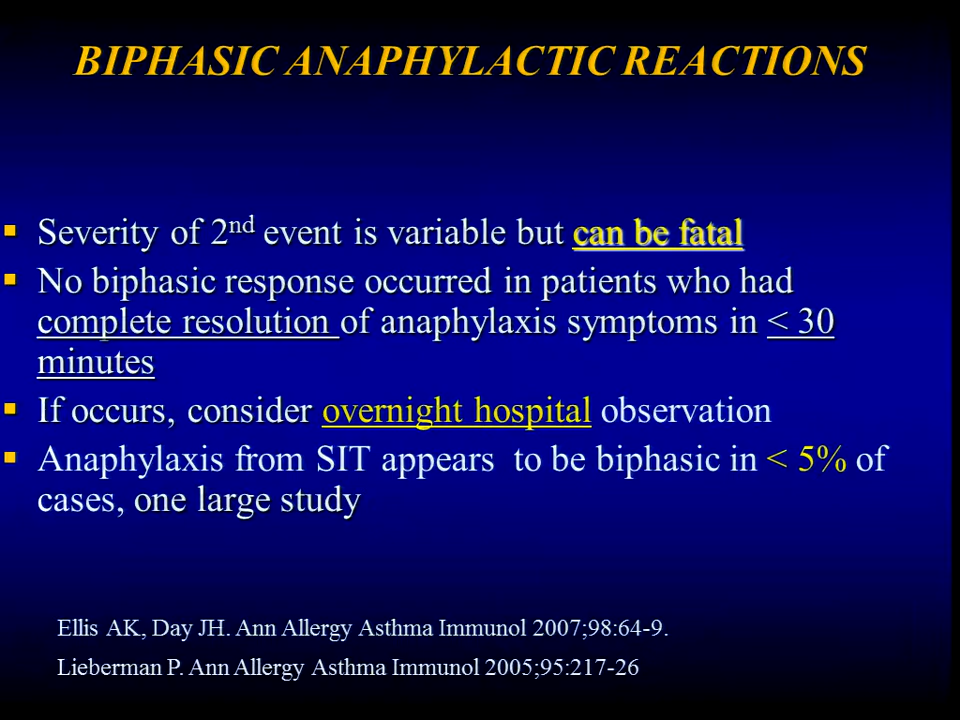 BIPHASIC ANAPHYLACTIC REACTIONS
▪ Severity of 2nd event is variable but can be fatal
▪ No biphasic response occurred in patients who had
complete resolution of anaphylaxis symptoms in < 30
minutes
▪ If occurs, consider overnight hospital observation
▪ Anaphylaxis from SIT appears to be biphasic in < 5% of
cases, one large study
Ellis AK, Day JH. Ann Allergy Asthma Immunol 2007;98:64-9.
Lieberman P. Ann Allergy Asthma Immunol 2005;95:217-26